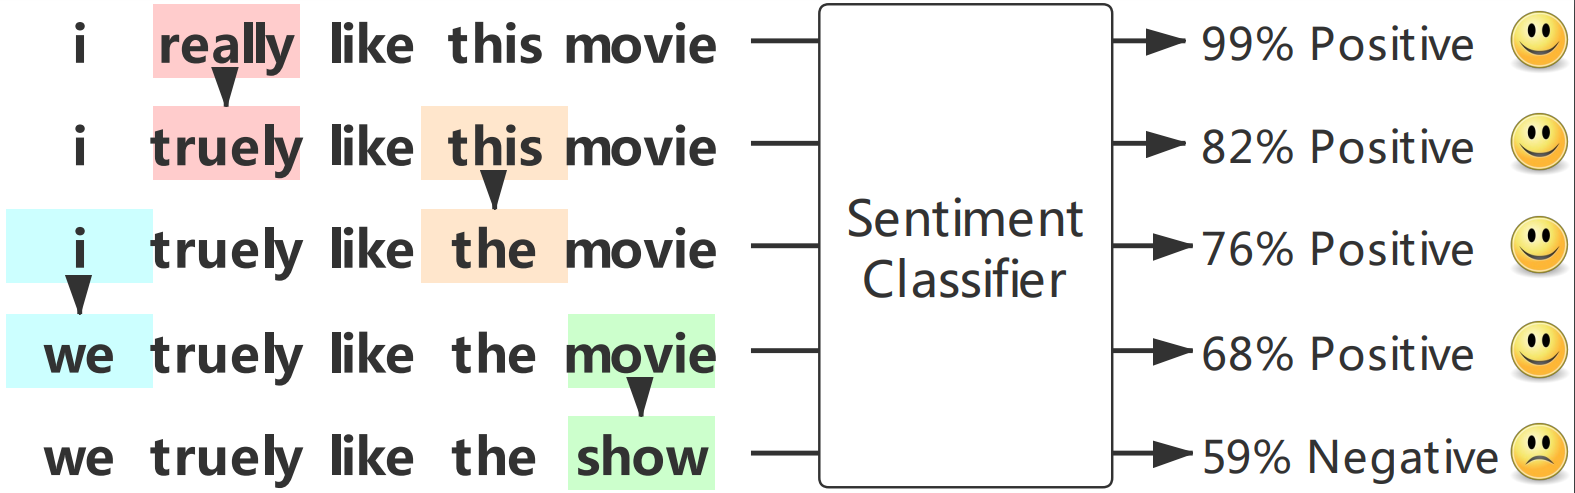 i really like this movie 99% Positive
i truely like this movie 82% Positive
i truely like the movie 76% Positive
Sentiment
Classifier
we truely like the movie 68% Positive
we truely like the show 59% Negative